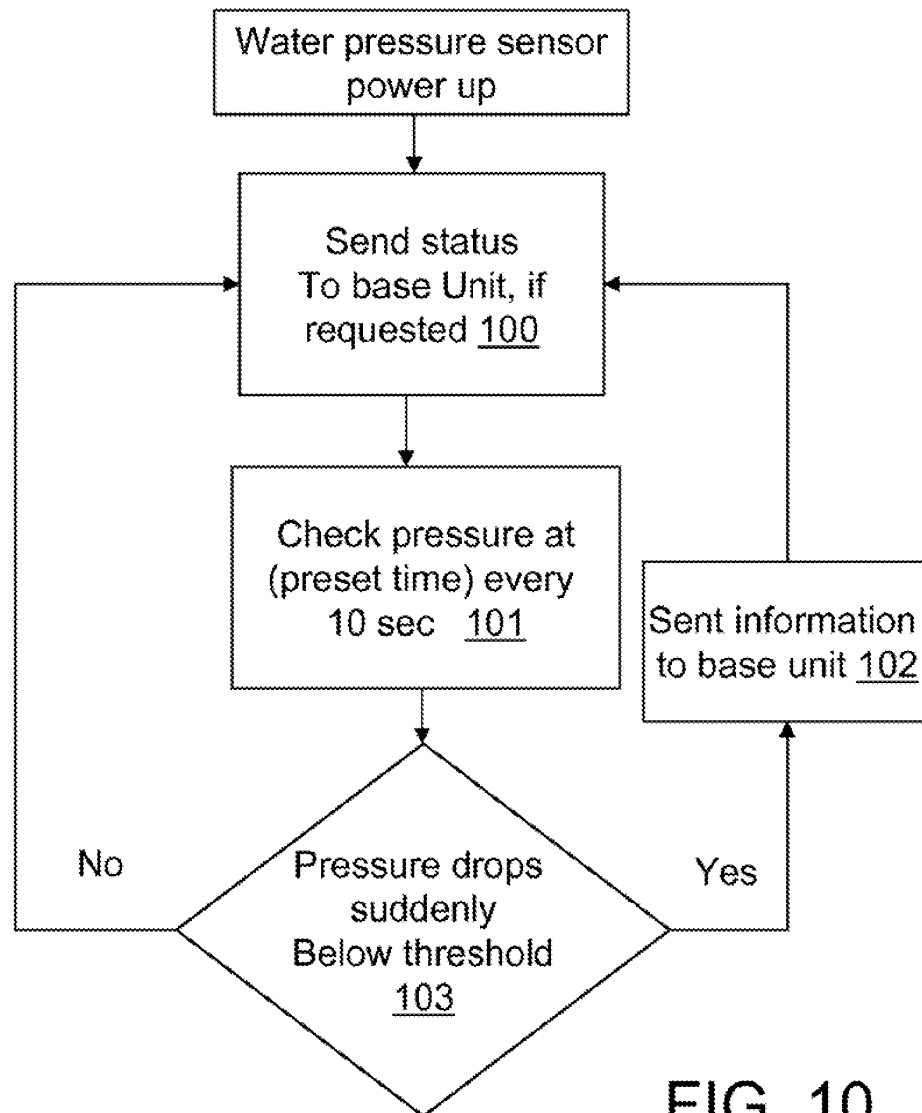 Water pressure sensor
power up
Send status
To base Unit, if
requested 100
Check pressure at
(preset time) every
10 sec 101
Sent information
to base unit 102
No
Pressure drops
suddenly
Below threshold
103
Yes
FIG. 10